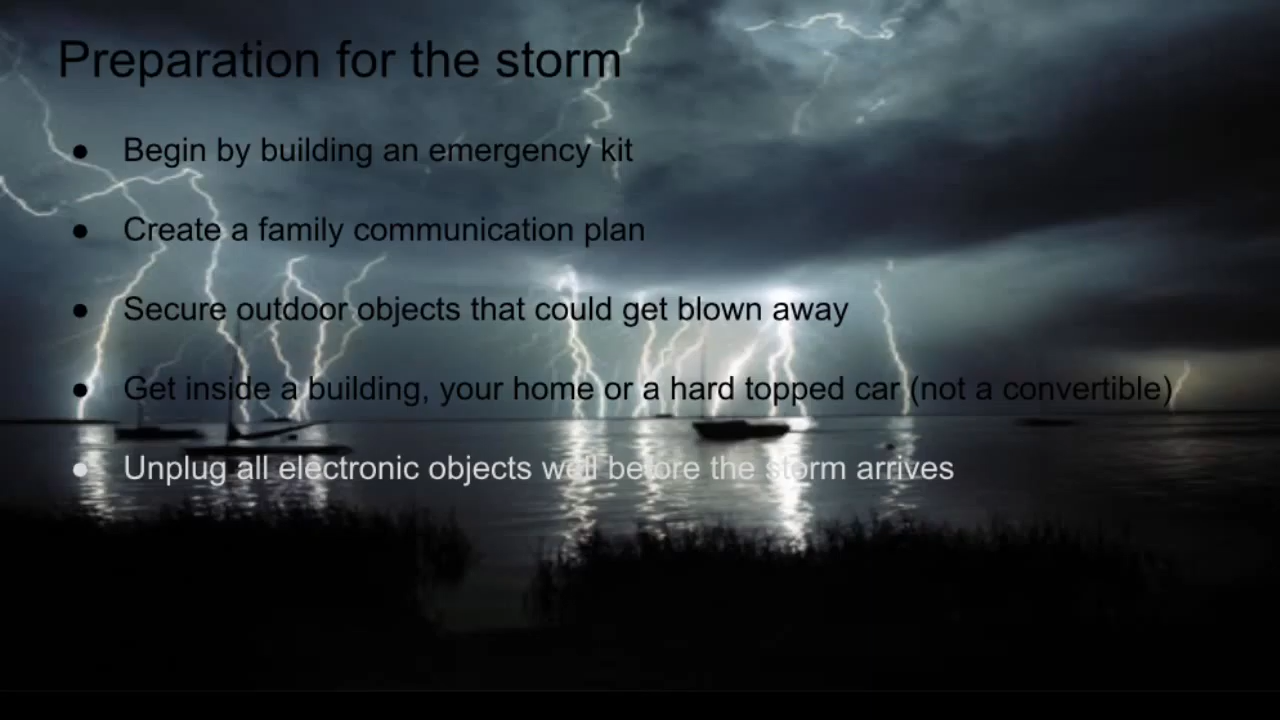 Preparation for the storm
● Begin by building an emergency kit
● Create a family communication plan
● Secure outdoor objects that could get blown away
● Get inside a building, your home or a hard topped car (not a convertible)
● Unplug all electronic objects well before the storm arrives